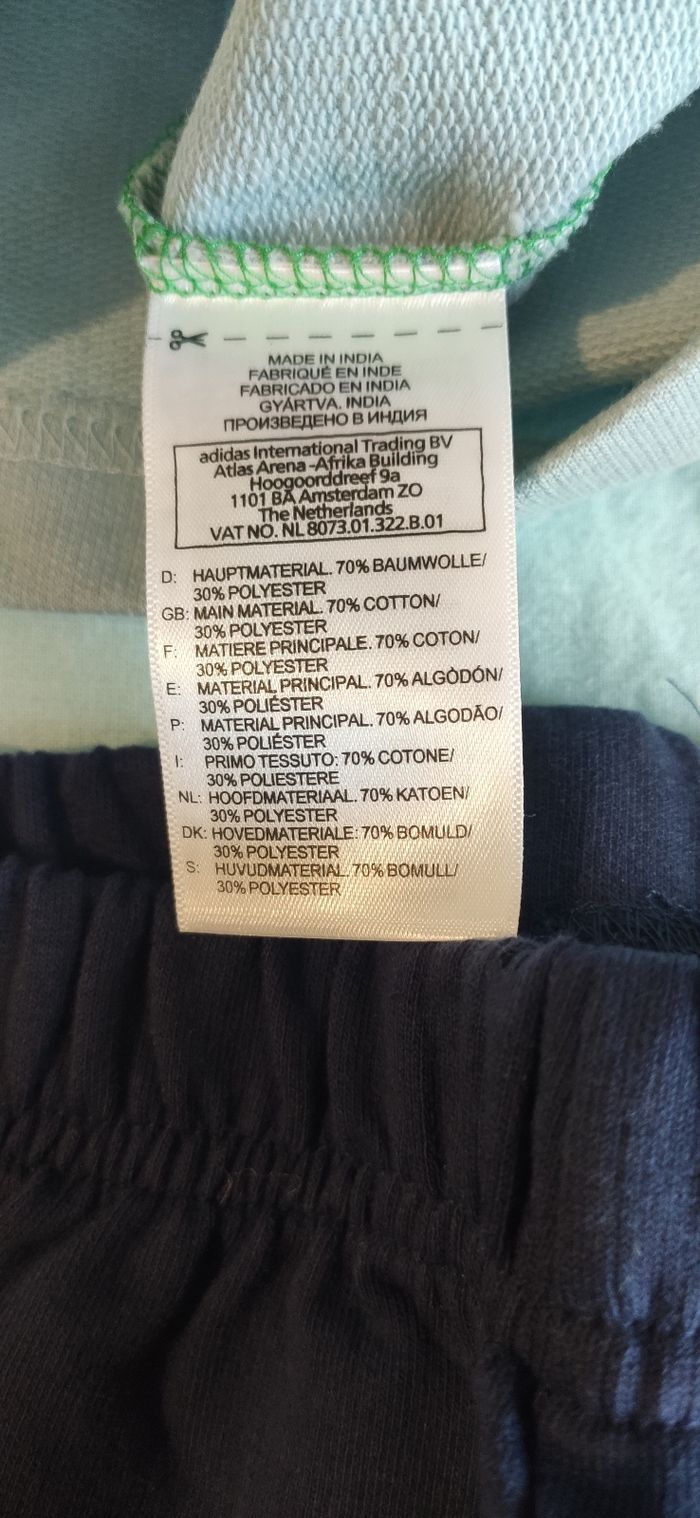 MADE IN INDIA
FABRIQUÉ EN INDE
FABRICADO EN INDIA
GYÁRTVA. INDIA
ПРОИЗВЕДЕНО В ИНДИЯ
adidas International Trading BV
Atlas Arena -Afrika Building
Hoogoorddreef 9a
1101 BA Amsterdam ZO
The Netherlands
VAT NO. NL 8073.01.322.B.01
D: HAUPTMATERIAL. 70% BAUMWOLLE/
30% POLYESTER
GB: MAIN MATERIAL. 70% COTTON/
30% POLYESTER
F: MATIERE PRINCIPALE. 70% COTON/
30% POLYESTER
E: MATERIAL PRINCIPAL. 70% ALGÒDÓN/
30% POLIÉSTER
P: MATERIAL PRINCIPAL. 70% ALGODÃO/
30% POLIÉSTER
I: PRIMO TESSUTO: 70% COTONE/
30% POLIESTERE
NL: HOOFDMATERIAAL. 70% KATOEN/
30% POLYESTER
DK: HOVEDMATERIALE: 70% BOMULD/
30% POLYESTER
S: HUVUDMATERIAL. 70% BOMULL/
30% POLYESTER